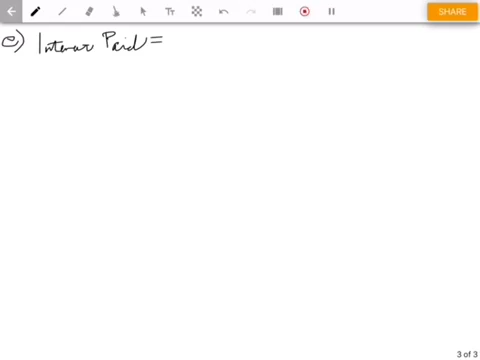 SHARE
e) Interest Paid =
3 of 3